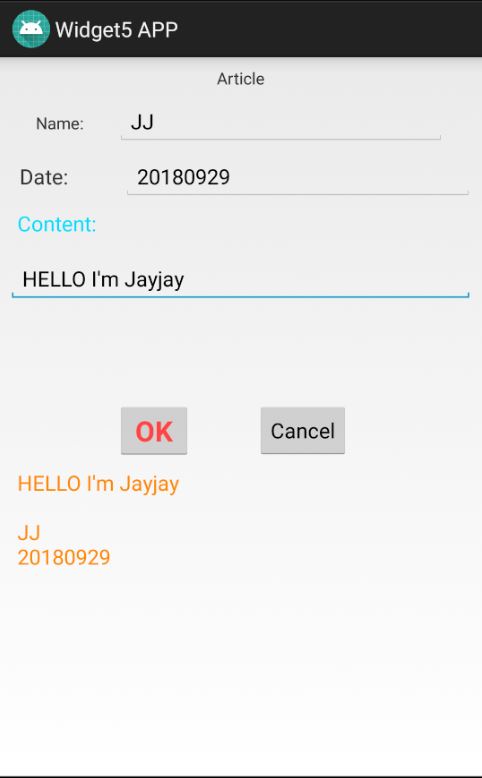 Widget5 APP
Article
Name: JJ
Date: 20180929
Content:
HELLO I'm Jayjay
OK Cancel
HELLO I'm Jayjay
JJ
20180929